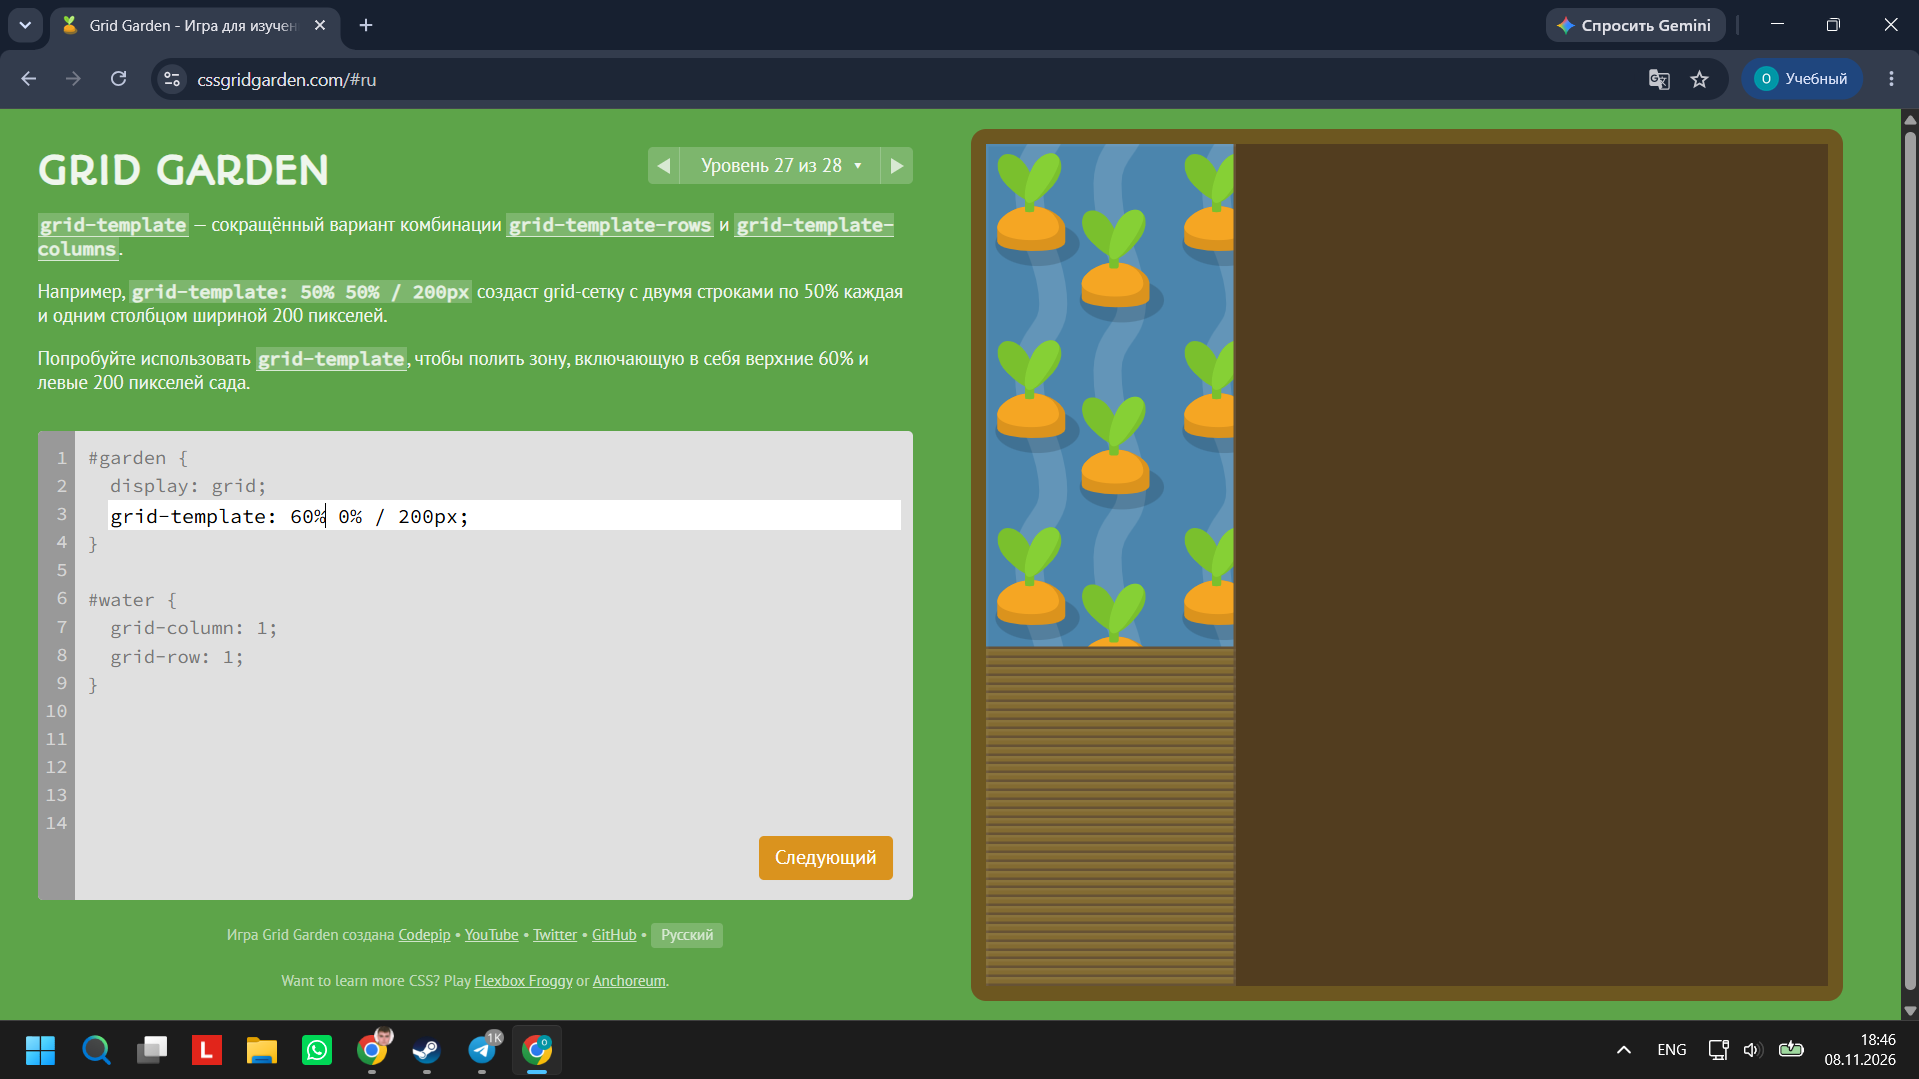 Grid Garden - Игра для изучен
Спросить Gemini
cssgridgarden.com/#ru
O Учебный
GRID GARDEN
Уровень 27 из 28
grid-template — сокращённый вариант комбинации grid-template-rows и grid-template-
columns.
Например, grid-template: 50% 50% / 200px создаст grid-сетку с двумя строками по 50% каждая
и одним столбцом шириной 200 пикселей.
Попробуйте использовать grid-template, чтобы полить зону, включающую в себя верхние 60% и
левые 200 пикселей сада.
1 #garden {
2 display: grid;
3 grid-template: 60% 0% / 200px;
4 }
5
6 #water {
7 grid-column: 1;
8 grid-row: 1;
9 }
10
11
12
13
14
Следующий
Игра Grid Garden создана Codepip • YouTube • Twitter • GitHub • Русский
Want to learn more CSS? Play Flexbox Froggy or Anchoreum.
L
1K
O
ENG
18:46
08.11.2026